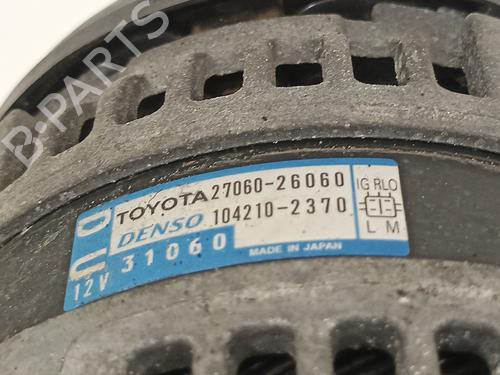 TOYOTA 27060-26060
DENSO 104210-2370
31060
MADE IN JAPAN
12V
IG RLO
L M
B-PARTS